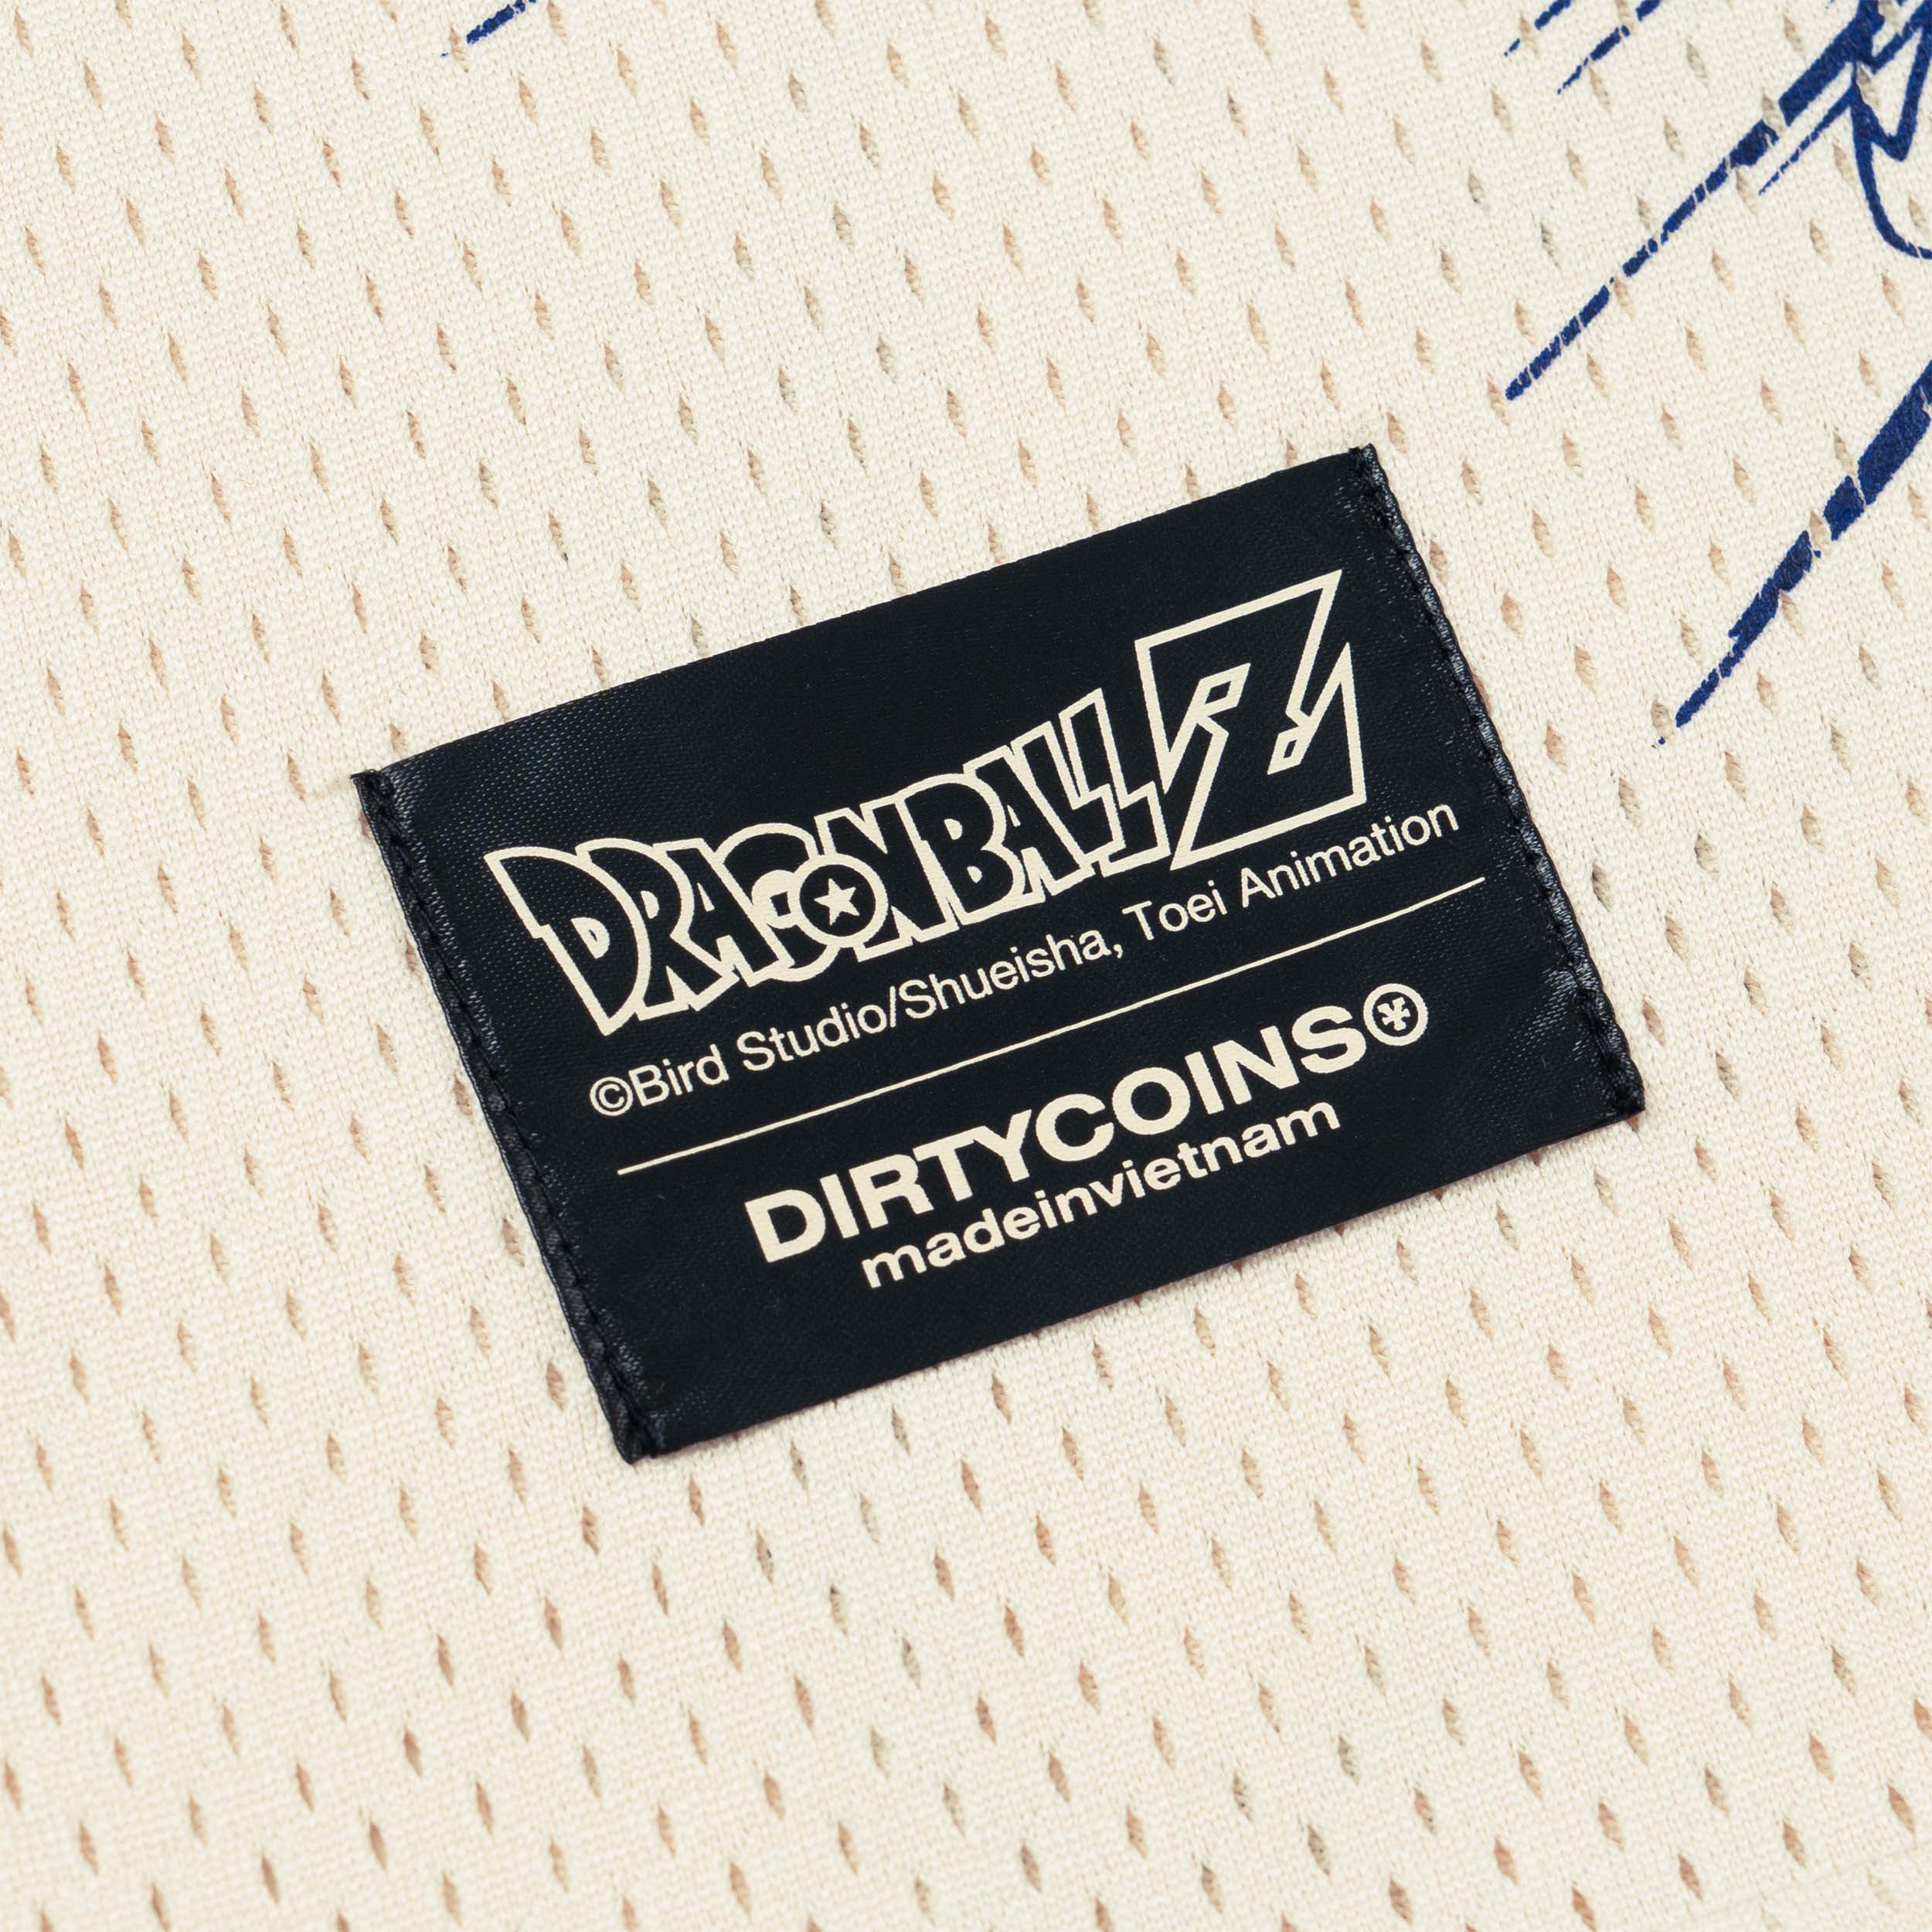 DRAGONBALL Z
©Bird Studio/Shueisha, Toei Animation
DIRTYCOINS
madeinvietnam